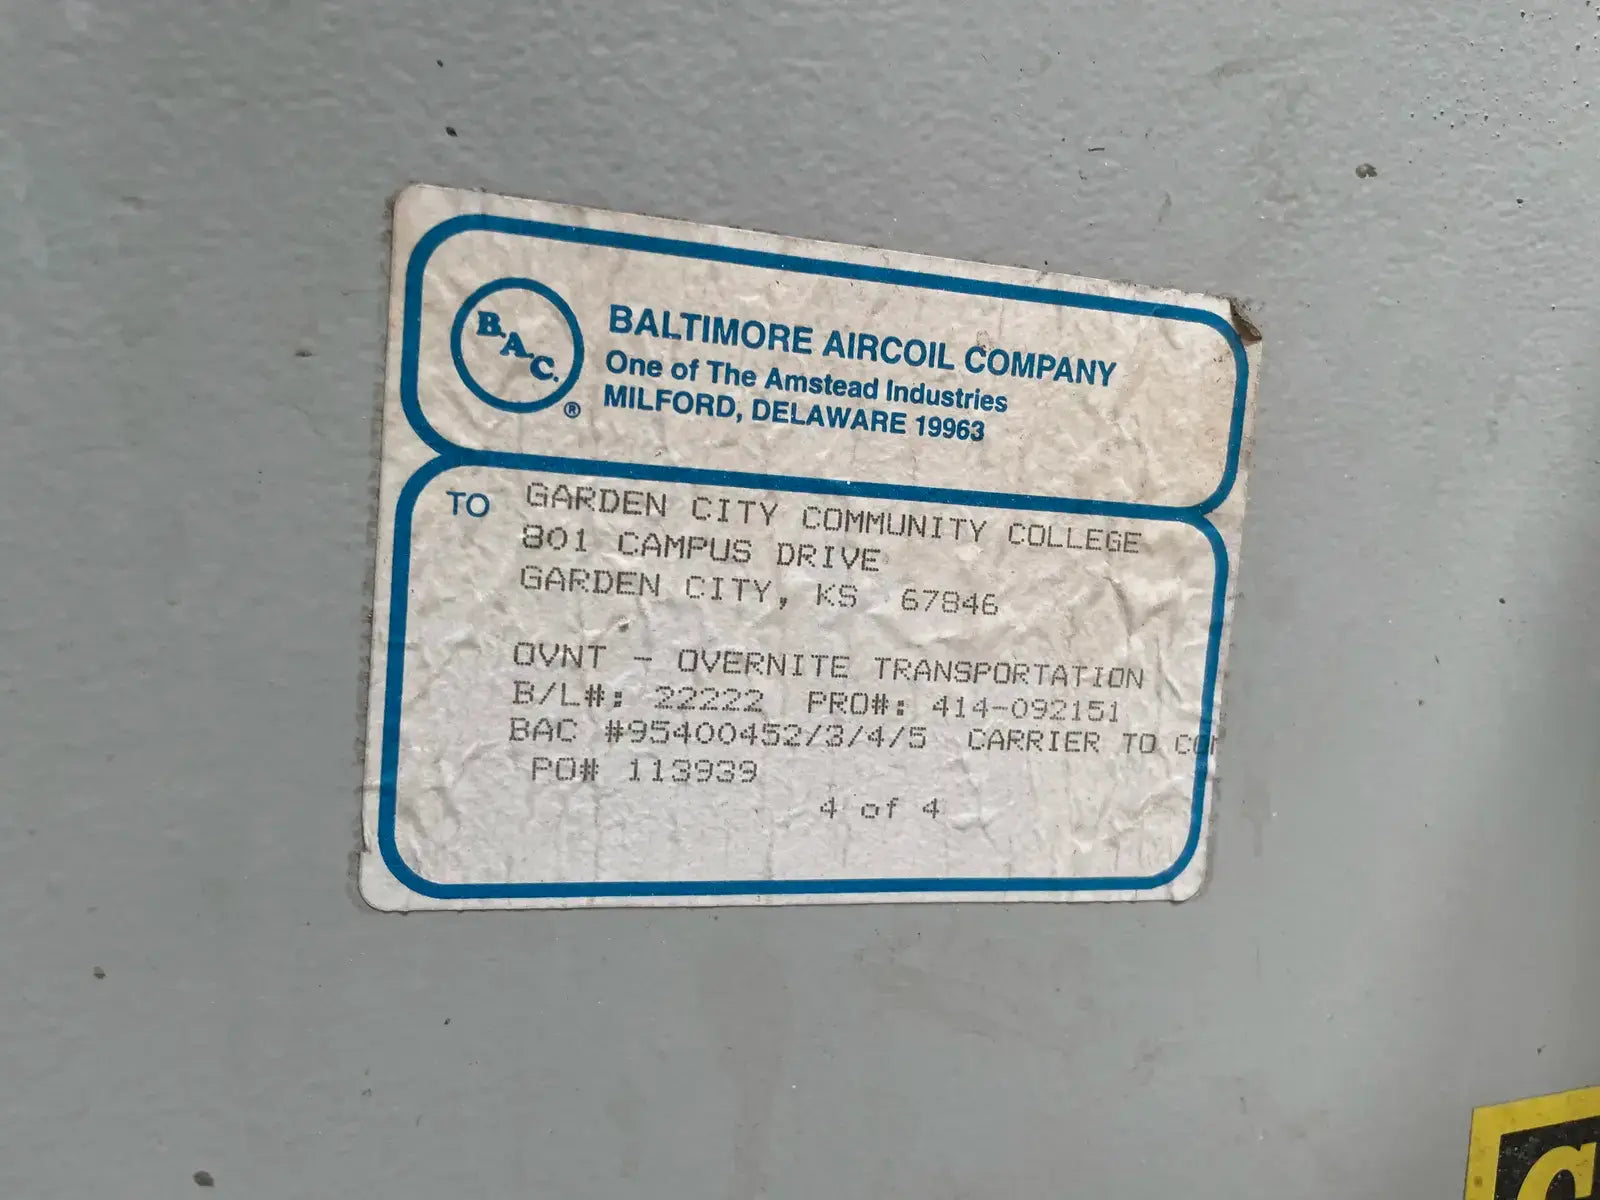 B.A.C.
®
BALTIMORE AIRCOIL COMPANY
One of The Amstead Industries
MILFORD, DELAWARE 19963
TO GARDEN CITY COMMUNITY COLLEGE
801 CAMPUS DRIVE
GARDEN CITY, KS 67846
OVNT - OVERNITE TRANSPORTATION
B/L#: 22222 PRO#: 414-092151
BAC #95400452/3/4/5 CARRIER TO
PO# 113939
4 of 4